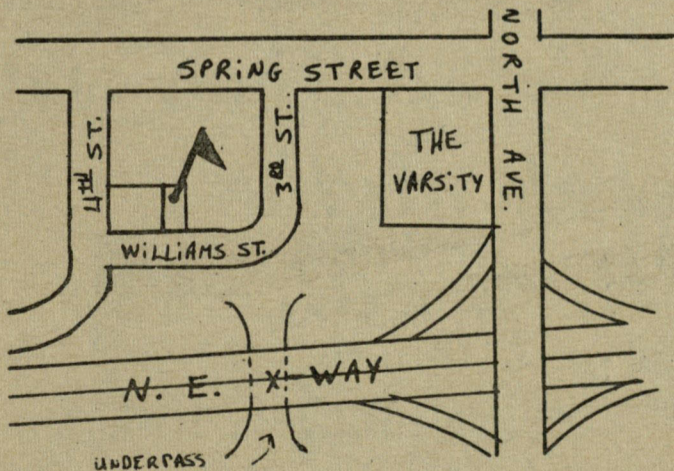 SPRING STREET
NORTH AVE.
4TH ST.
3RD ST.
THE
VARSITY
WILLIAMS ST.
N. E. X-WAY
UNDERPASS